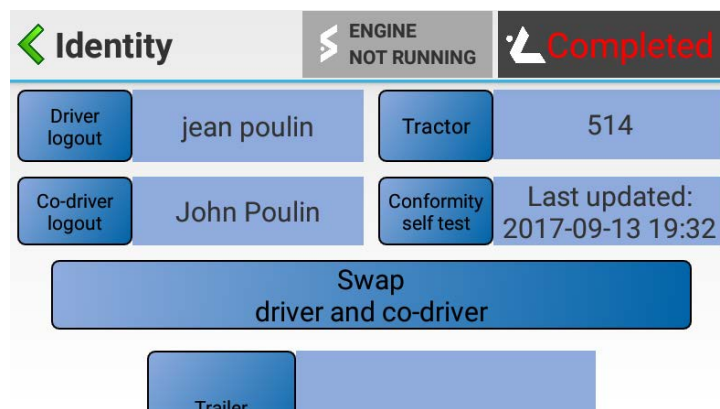 Identity
ENGINE
NOT RUNNING
Completed
Driver
logout
jean poulin
Tractor
514
Co-driver
logout
John Poulin
Conformity
self test
Last updated:
2017-09-13 19:32
Swap
driver and co-driver
Trailer